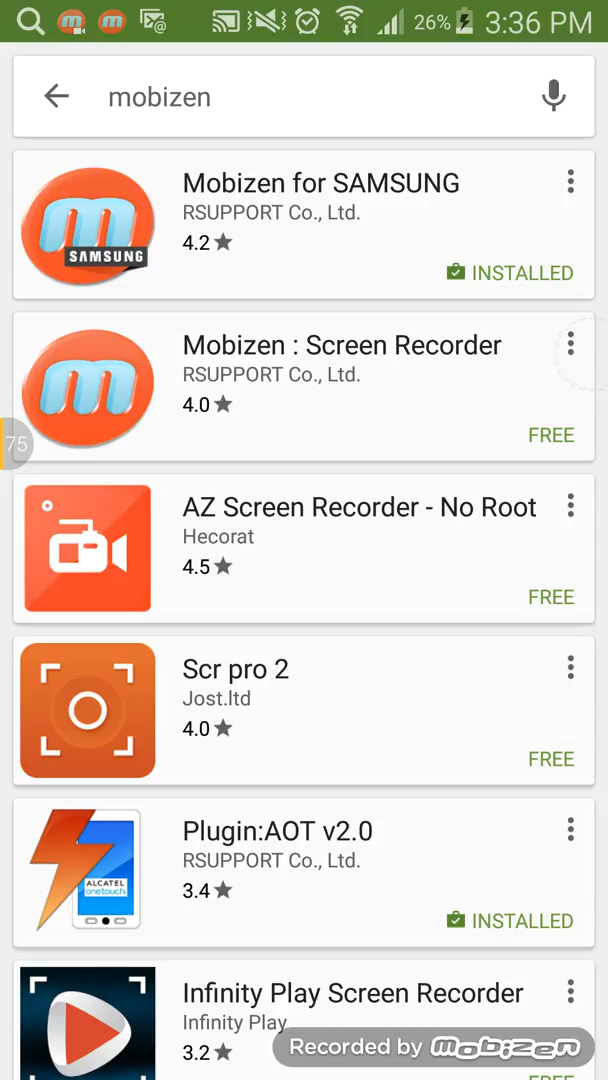 26% 3:36 PM
mobizen
Mobizen for SAMSUNG
RSUPPORT Co., Ltd.
4.2
m
SAMSUNG
INSTALLED
Mobizen : Screen Recorder
RSUPPORT Co., Ltd.
m
4.0
FREE
75
AZ Screen Recorder - No Root
Hecorat
4.5
FREE
Scr pro 2
Jost.ltd
4.0
FREE
Plugin:AOT v2.0
RSUPPORT Co., Ltd.
ALCATEL
onetouch.
3.4
INSTALLED
Infinity Play Screen Recorder
Infinity Play
Recorded by Mobizen
3.2
FREE